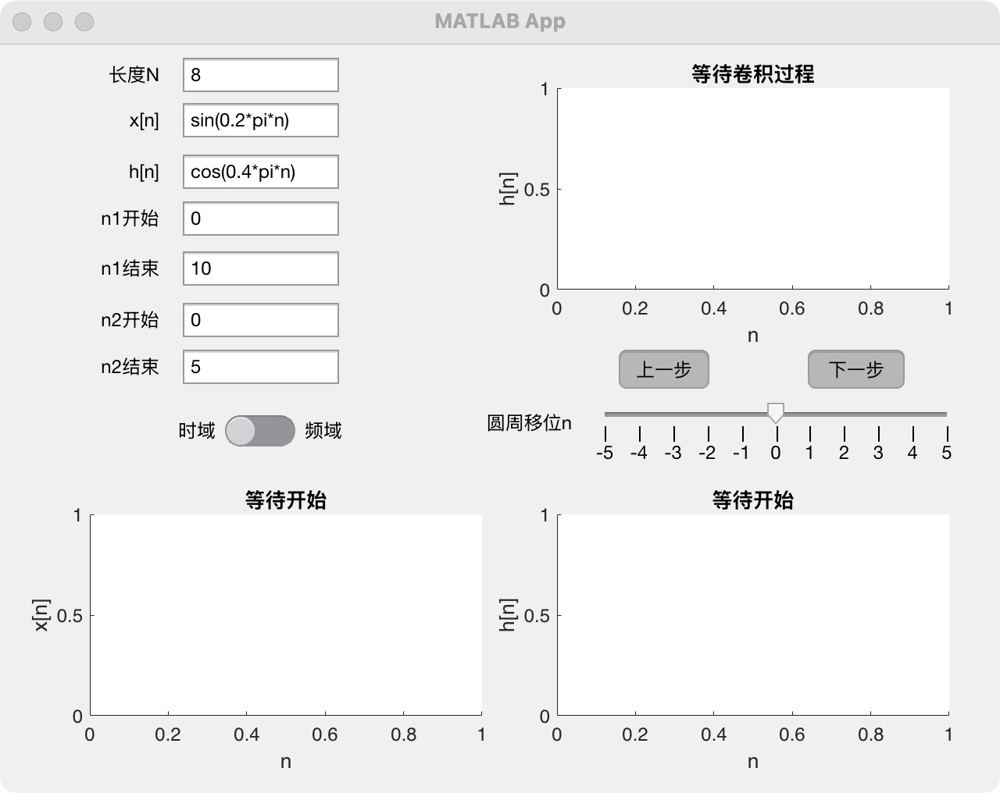 MATLAB App
长度N
8
x[n]
sin(0.2*pi*n)
h[n]
cos(0.4*pi*n)
n1开始
0
n1结束
10
n2开始
0
n2结束
5
时域
频域
等待卷积过程
1
0.5
0
h[n]
0 0.2 0.4 0.6 0.8 1
n
上一步
下一步
圆周移位n
-5 -4 -3 -2 -1 0 1 2 3 4 5
等待开始
1
0.5
0
x[n]
0 0.2 0.4 0.6 0.8 1
n
等待开始
1
0.5
0
h[n]
0 0.2 0.4 0.6 0.8 1
n